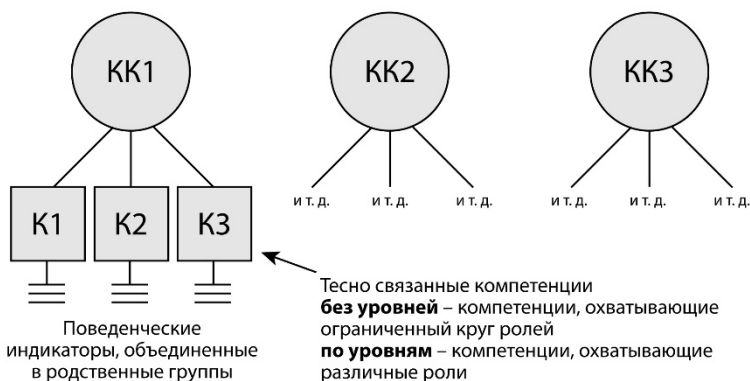 КК1
КК2
КК3
К1
К2
К3
и т. д.
и т. д.
и т. д.
и т. д.
и т. д.
и т. д.
Тесно связанные компетенции
без уровней – компетенции, охватывающие
ограниченный круг ролей
по уровням – компетенции, охватывающие
различные роли
Поведенческие
индикаторы, объединенные
в родственные группы